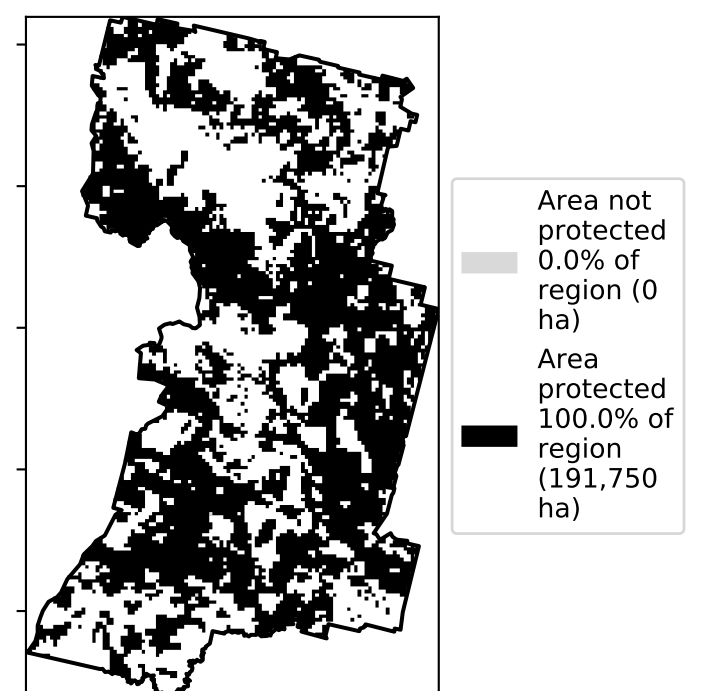 Area not
protected
0.0% of
region (0
ha)
Area
protected
100.0% of
region
(191,750
ha)